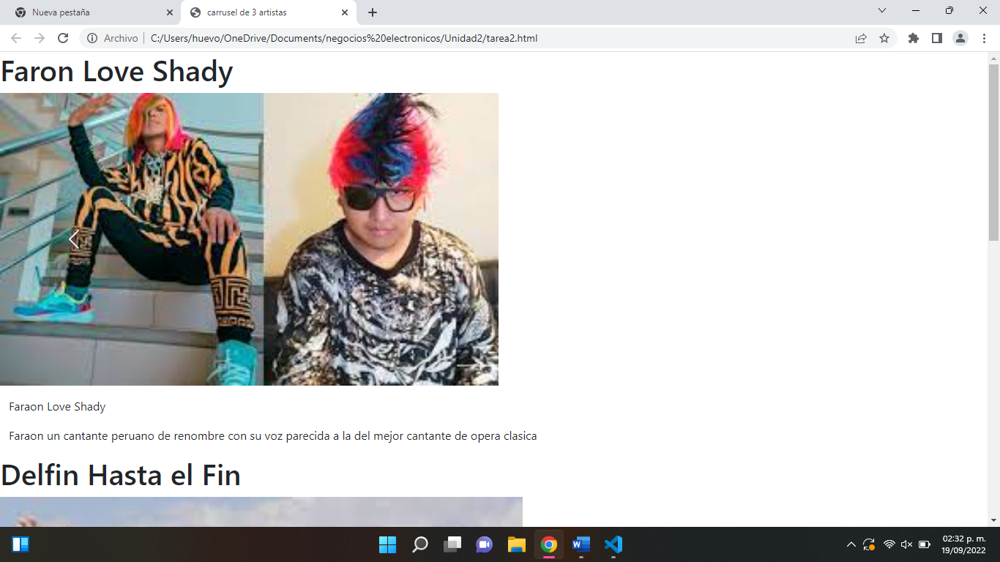 Nueva pestaña
carrusel de 3 artistas
Archivo
C:/Users/huevo/OneDrive/Documents/negocios%20electronicos/Unidad2/tarea2.html
Faron Love Shady
Faraon Love Shady
Faraon un cantante peruano de renombre con su voz parecida a la del mejor cantante de opera clasica
Delfin Hasta el Fin
02:32 p. m.
19/09/2022